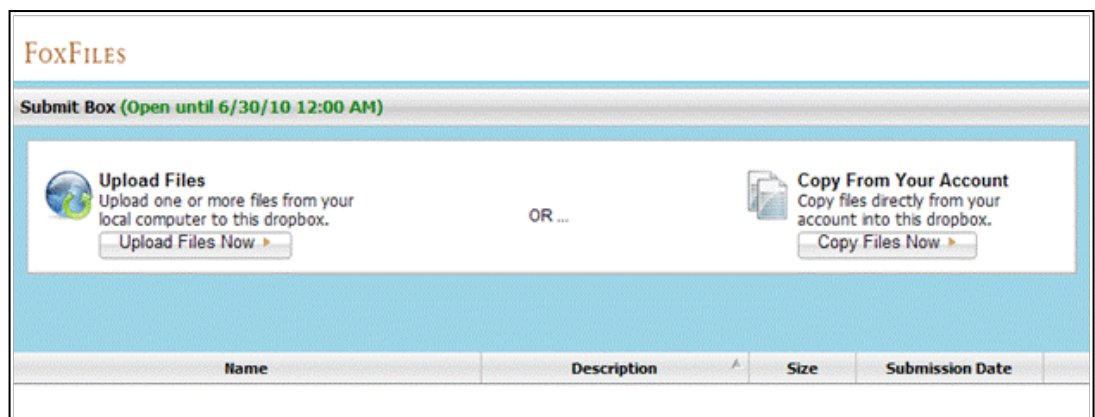 FOXFILES
Submit Box (Open until 6/30/10 12:00 AM)
Upload Files
Upload one or more files from your
local computer to this dropbox.
Upload Files Now
OR ...
Copy From Your Account
Copy files directly from your
account into this dropbox.
Copy Files Now
Name Description Size Submission Date